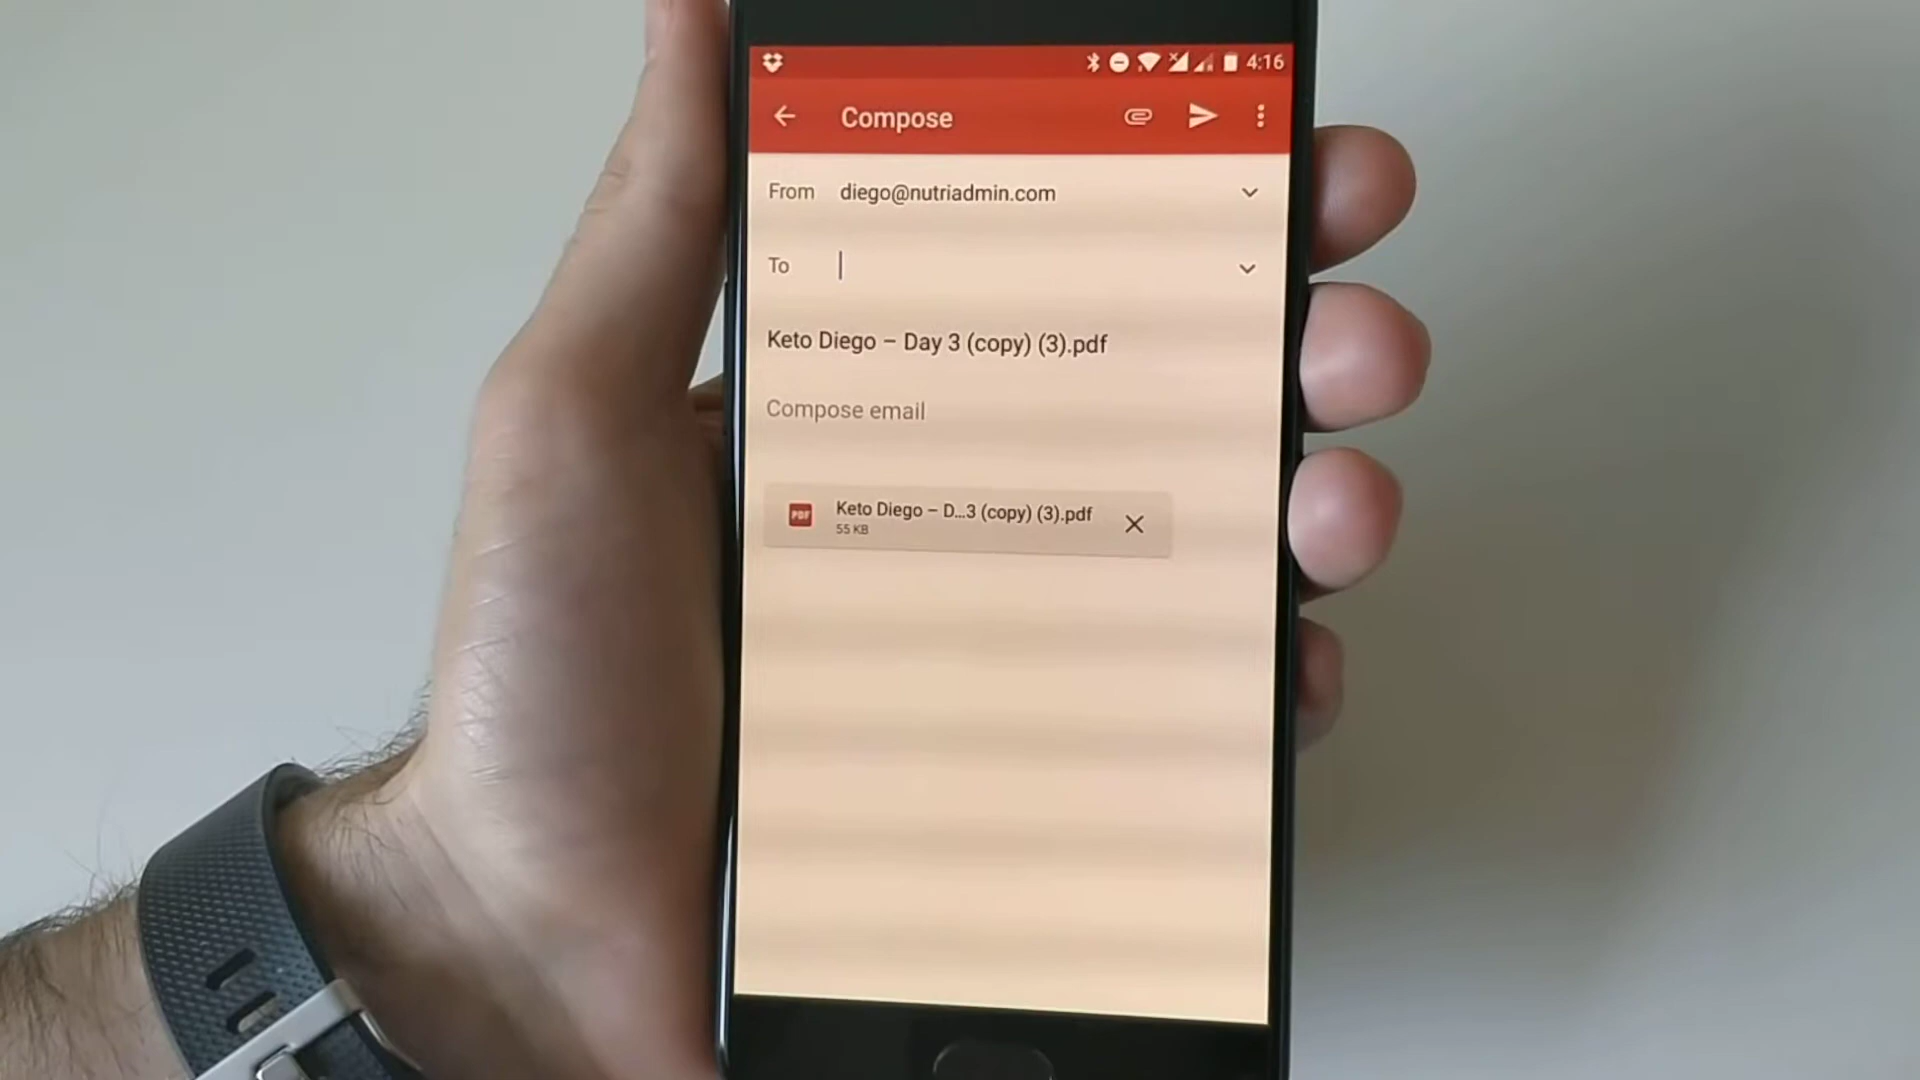 4:16
Compose
From diego@nutriadmin.com
To
Keto Diego – Day 3 (copy) (3).pdf
Compose email
PDF Keto Diego – D...3 (copy) (3).pdf
55 KB